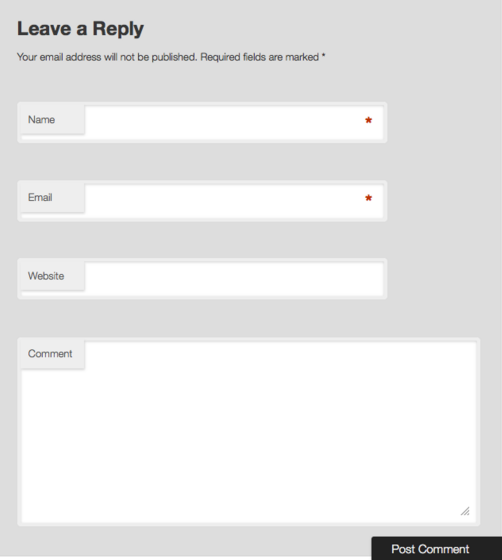 Leave a Reply
Your email address will not be published. Required fields are marked *
Name *
Email *
Website
Comment
Post Comment